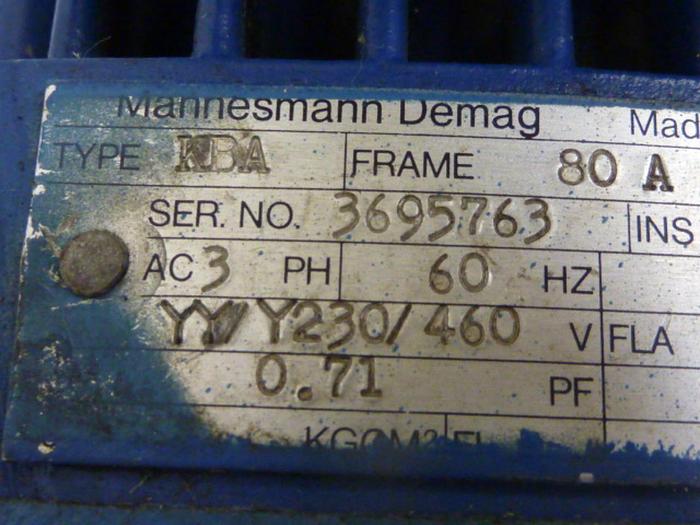 Mannesmann Demag Mad
TYPE KBA FRAME 80 A
SER. NO. 3695763 INS
AC 3 PH 60 HZ
YY/Y230/460 V FLA
0.71 PF